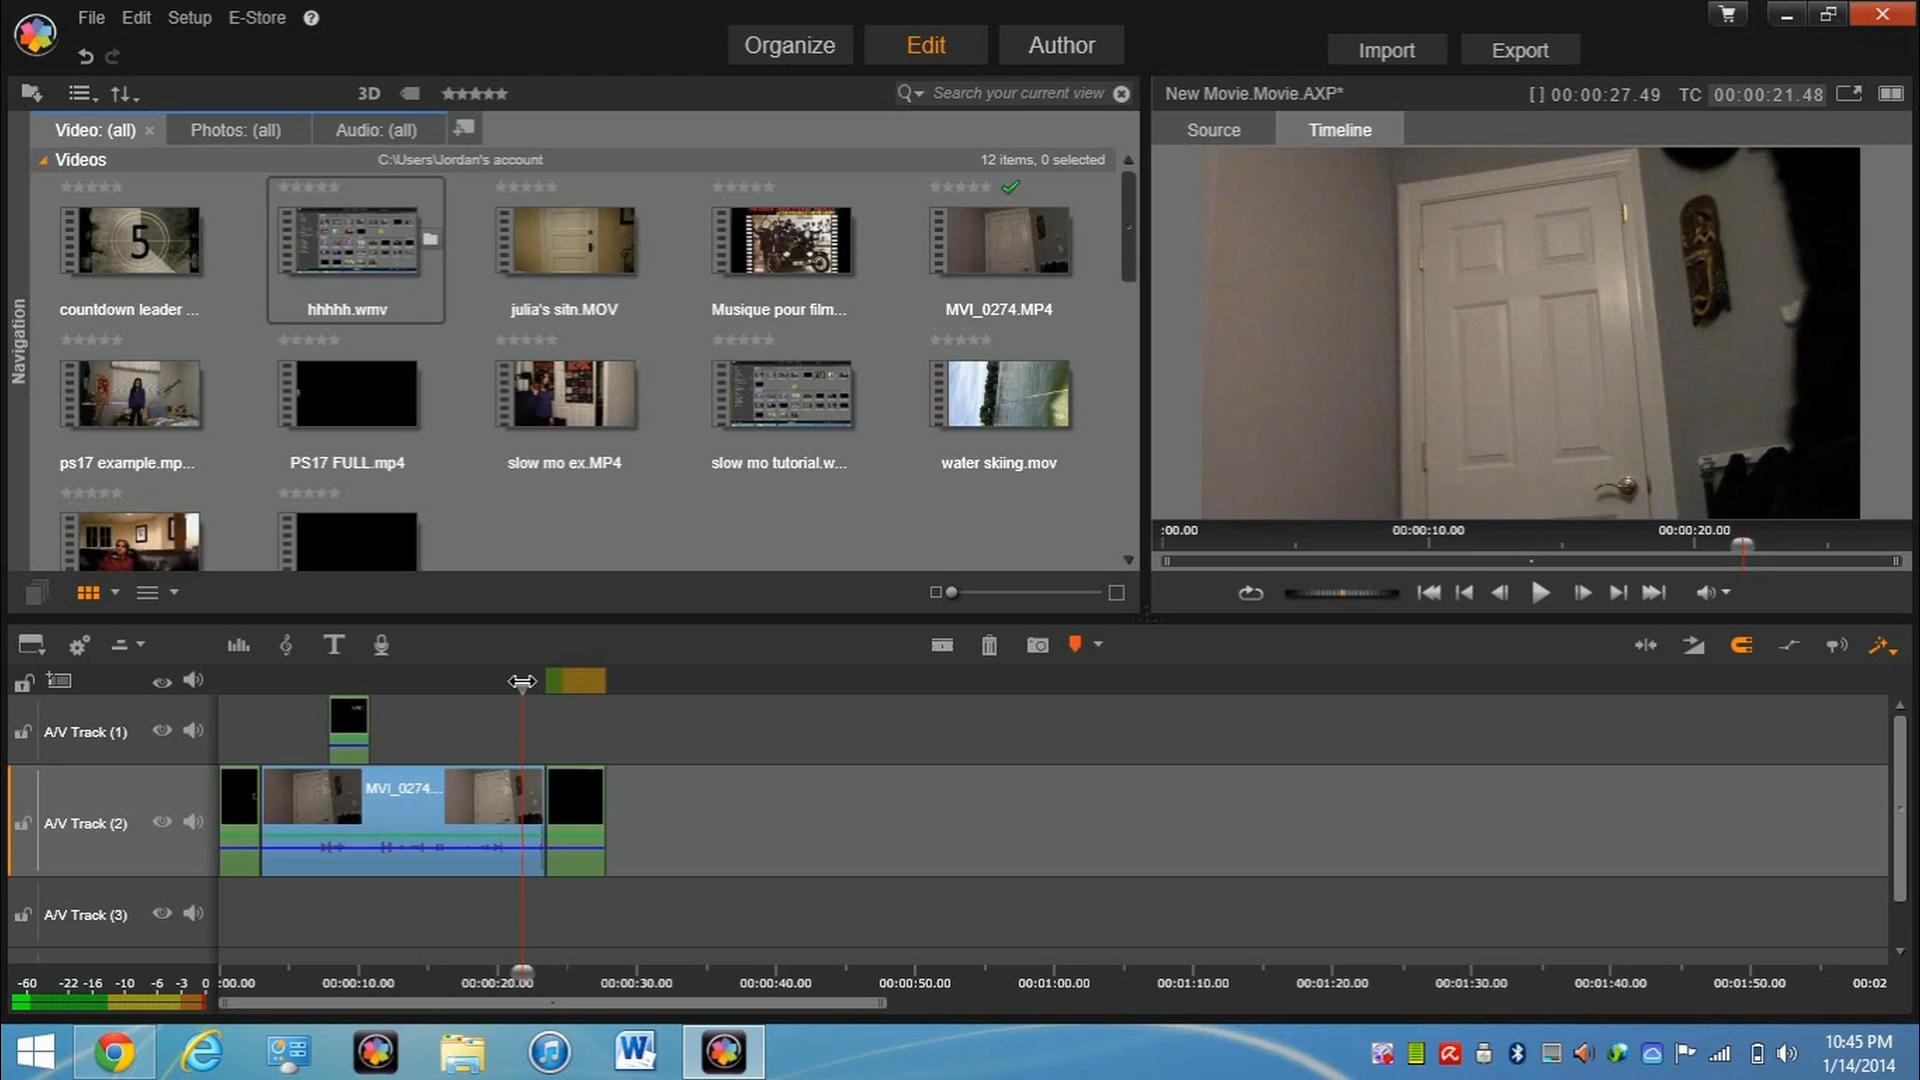 File Edit Setup E-Store ?
Organize Edit Author Import Export
3D Search your current view
Video: (all) Photos: (all) Audio: (all)
Videos C:\Users\Jordan's account 12 items, 0 selected
countdown leader ... hhhhh.wmv julia's sitn.MOV Musique pour film... MVI_0274.MP4
ps17 example.mp... PS17 FULL.mp4 slow mo ex.MP4 slow mo tutorial.w... water skiing.mov
5
Navigation
New Movie.Movie.AXP* [ ] 00:00:27.49 TC 00:00:21.48
Source Timeline
:00.00 00:00:10.00 00:00:20.00
A/V Track (1)
A/V Track (2)
MVI_0274...
A/V Track (3)
-60 -22 -16 -10 -6 -3 0
:00.00 00:00:10.00 00:00:20.00 00:00:30.00 00:00:40.00 00:00:50.00 00:01:00.00 00:01:10.00 00:01:20.00 00:01:30.00 00:01:40.00 00:01:50.00 00:02
W
10:45 PM
1/14/2014